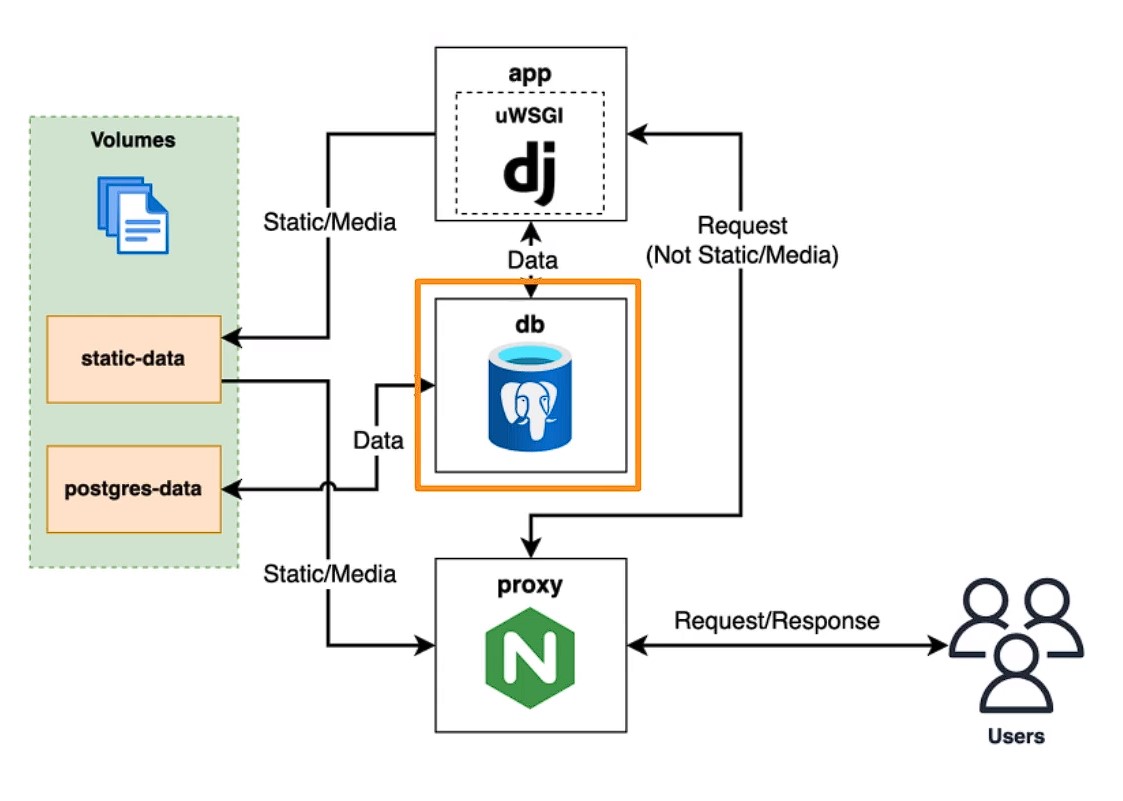 app
uWSGI
dj
Volumes
Static/Media
Request
(Not Static/Media)
Data
db
static-data
Data
postgres-data
Static/Media
proxy
N
Request/Response
Users